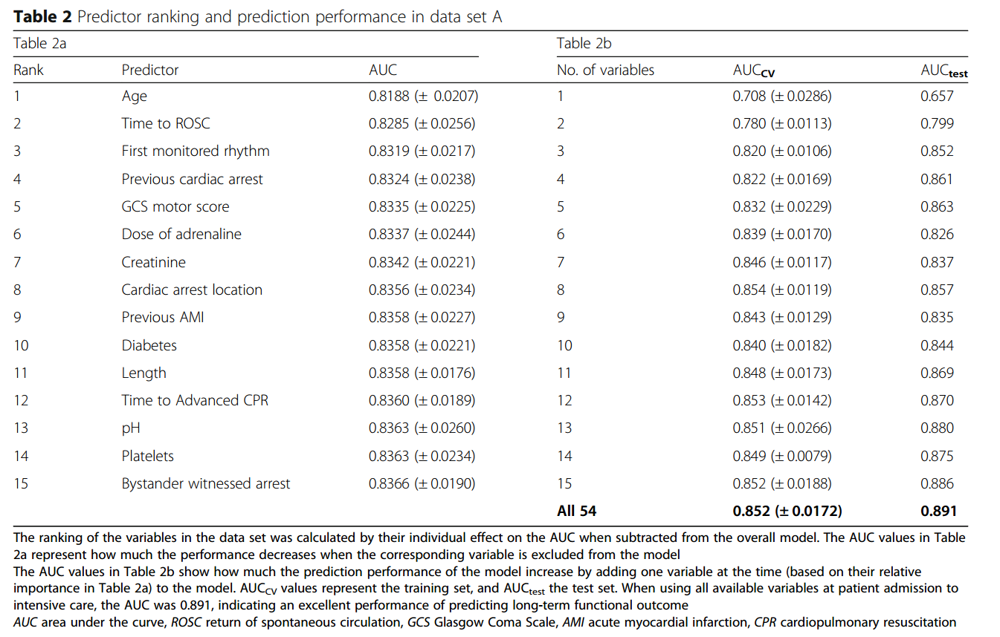 Table 2 Predictor ranking and prediction performance in data set A
Table 2a Table 2b
Rank Predictor AUC No. of variables AUCCV AUCtest
1 Age 0.8188 (± 0.0207) 1 0.708 (± 0.0286) 0.657
2 Time to ROSC 0.8285 (± 0.0256) 2 0.780 (± 0.0113) 0.799
3 First monitored rhythm 0.8319 (± 0.0217) 3 0.820 (± 0.0106) 0.852
4 Previous cardiac arrest 0.8324 (± 0.0238) 4 0.822 (± 0.0169) 0.861
5 GCS motor score 0.8335 (± 0.0225) 5 0.832 (± 0.0229) 0.863
6 Dose of adrenaline 0.8337 (± 0.0244) 6 0.839 (± 0.0170) 0.826
7 Creatinine 0.8342 (± 0.0221) 7 0.846 (± 0.0117) 0.837
8 Cardiac arrest location 0.8356 (± 0.0234) 8 0.854 (± 0.0119) 0.857
9 Previous AMI 0.8358 (± 0.0227) 9 0.843 (± 0.0129) 0.835
10 Diabetes 0.8358 (± 0.0221) 10 0.840 (± 0.0182) 0.844
11 Length 0.8358 (± 0.0176) 11 0.848 (± 0.0173) 0.869
12 Time to Advanced CPR 0.8360 (± 0.0189) 12 0.853 (± 0.0142) 0.870
13 pH 0.8363 (± 0.0260) 13 0.851 (± 0.0266) 0.880
14 Platelets 0.8363 (± 0.0234) 14 0.849 (± 0.0079) 0.875
15 Bystander witnessed arrest 0.8366 (± 0.0190) 15 0.852 (± 0.0188) 0.886
All 54 0.852 (± 0.0172) 0.891
The ranking of the variables in the data set was calculated by their individual effect on the AUC when subtracted from the overall model. The AUC values in Table
2a represent how much the performance decreases when the corresponding variable is excluded from the model
The AUC values in Table 2b show how much the prediction performance of the model increase by adding one variable at the time (based on their relative
importance in Table 2a) to the model. AUCCV values represent the training set, and AUCtest the test set. When using all available variables at patient admission to
intensive care, the AUC was 0.891, indicating an excellent performance of predicting long-term functional outcome
AUC area under the curve, ROSC return of spontaneous circulation, GCS Glasgow Coma Scale, AMI acute myocardial infarction, CPR cardiopulmonary resuscitation